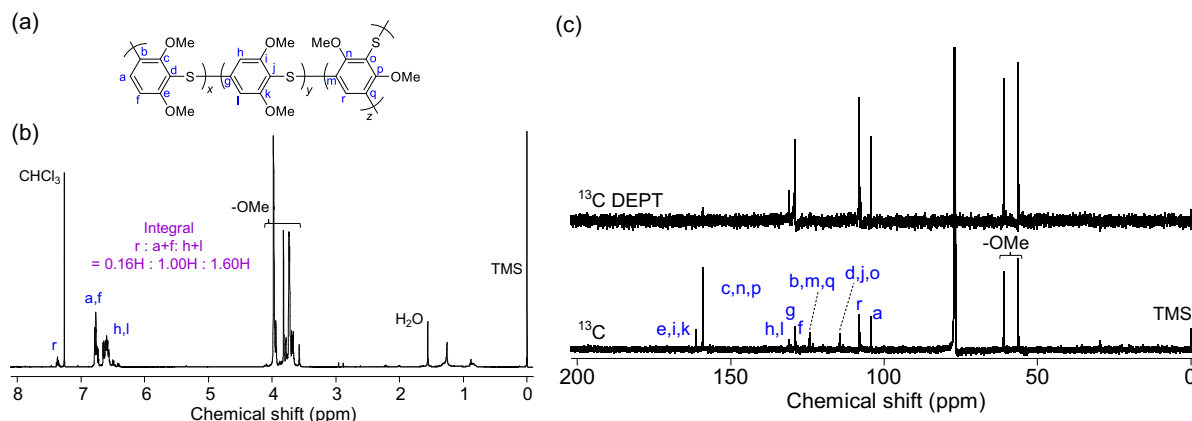 (a)
OMe
OMe
MeO
S
b
c
h
i
n
o
a
d
S
g
j
S
m
p
OMe
f
e
x
l
k
y
r
q
OMe
OMe
z
(b)
CHCl3
-OMe
Integral
r : a+f: h+l
= 0.16H : 1.00H : 1.60H
TMS
a,f
H2O
h,l
r
8 7 6 5 4 3 2 1 0
Chemical shift (ppm)
(c)
13C DEPT
-OMe
c,n,p
b,m,q
d,j,o
g
r
TMS
13C
e,i,k
h,l
f
a
200 150 100 50 0
Chemical shift (ppm)